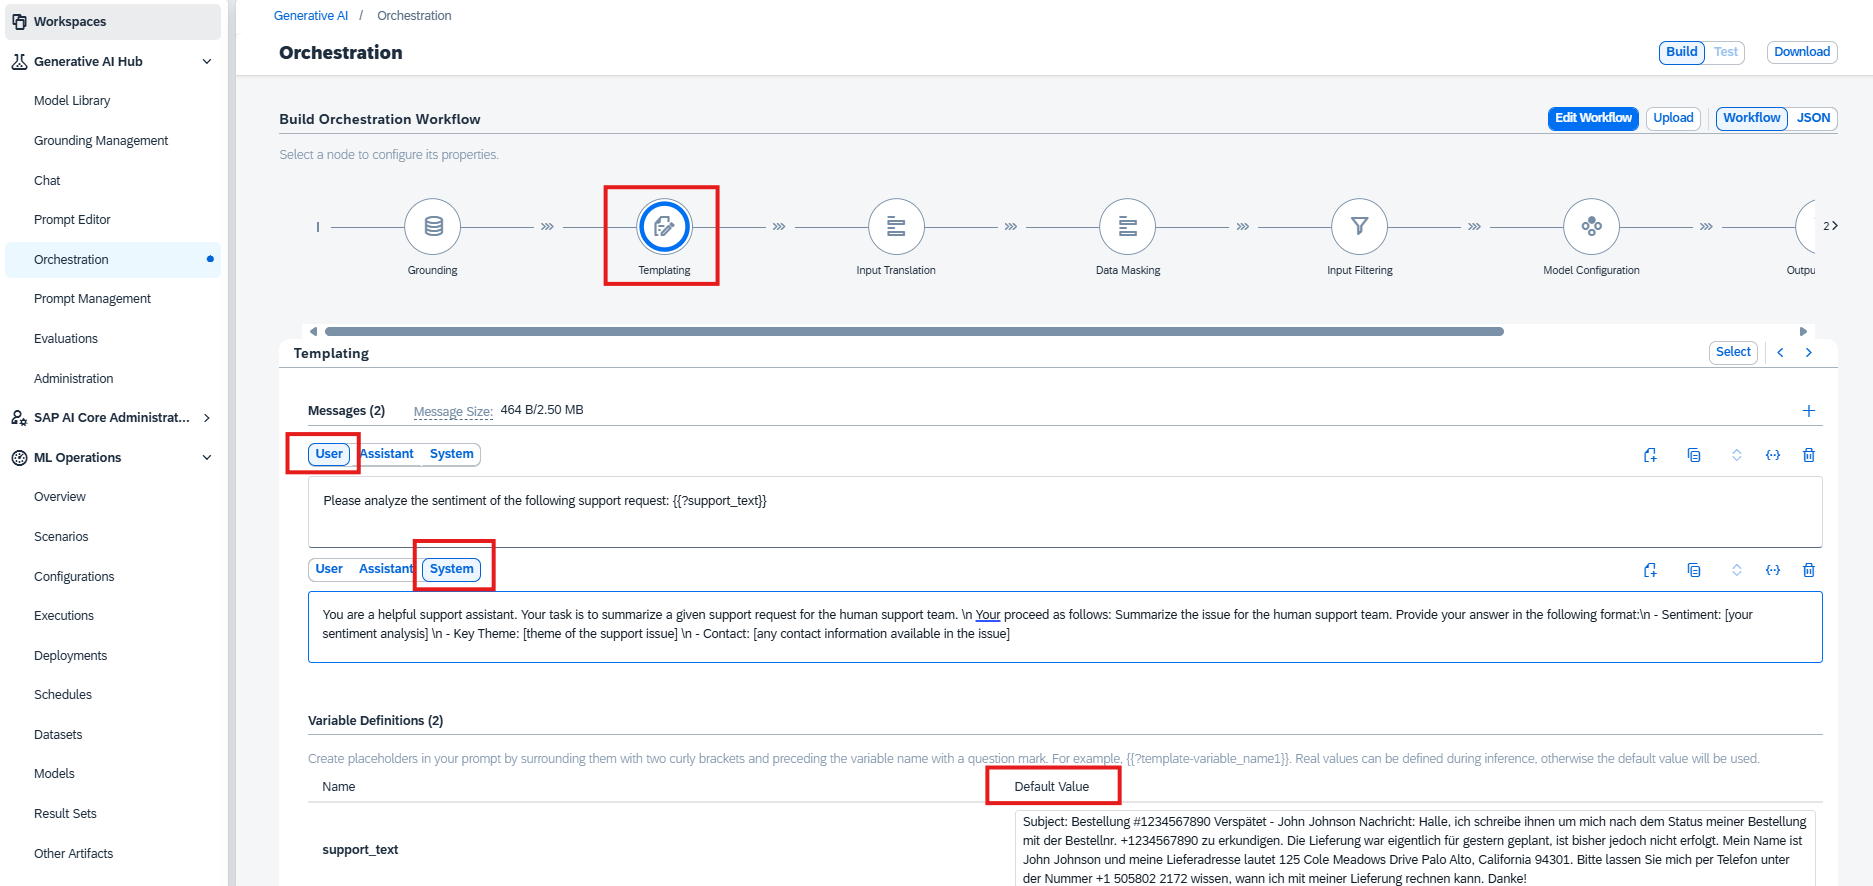 Workspaces
Generative AI Hub
Model Library
Grounding Management
Chat
Prompt Editor
Orchestration
Prompt Management
Evaluations
Administration
SAP AI Core Administrat...
ML Operations
Overview
Scenarios
Configurations
Executions
Deployments
Schedules
Datasets
Models
Result Sets
Other Artifacts
Generative AI / Orchestration
Orchestration
Build Test Download
Build Orchestration Workflow
Edit Workflow Upload Workflow JSON
Select a node to configure its properties.
2
Grounding Templating Input Translation Data Masking Input Filtering Model Configuration Outpu
Templating
Select
Messages (2) Message Size: 464 B/2.50 MB
User Assistant System
Please analyze the sentiment of the following support request: {{?support_text}}
User Assistant System
You are a helpful support assistant. Your task is to summarize a given support request for the human support team. \n Your proceed as follows: Summarize the issue for the human support team. Provide your answer in the following format:\n - Sentiment: [your
sentiment analysis] \n - Key Theme: [theme of the support issue] \n - Contact: [any contact information available in the issue]
Variable Definitions (2)
Create placeholders in your prompt by surrounding them with two curly brackets and preceding the variable name with a question mark. For example, {{?template-variable_name1}}. Real values can be defined during inference, otherwise the default value will be used.
Name Default Value
support_text
Subject: Bestellung #1234567890 Verspätet - John Johnson Nachricht: Halle, ich schreibe ihnen um mich nach dem Status meiner Bestellung
mit der Bestellnr. +1234567890 zu erkundigen. Die Lieferung war eigentlich für gestern geplant, ist bisher jedoch nicht erfolgt. Mein Name ist
John Johnson und meine Lieferadresse lautet 125 Cole Meadows Drive Palo Alto, California 94301. Bitte lassen Sie mich per Telefon unter
der Nummer +1 505802 2172 wissen, wann ich mit meiner Lieferung rechnen kann. Danke!